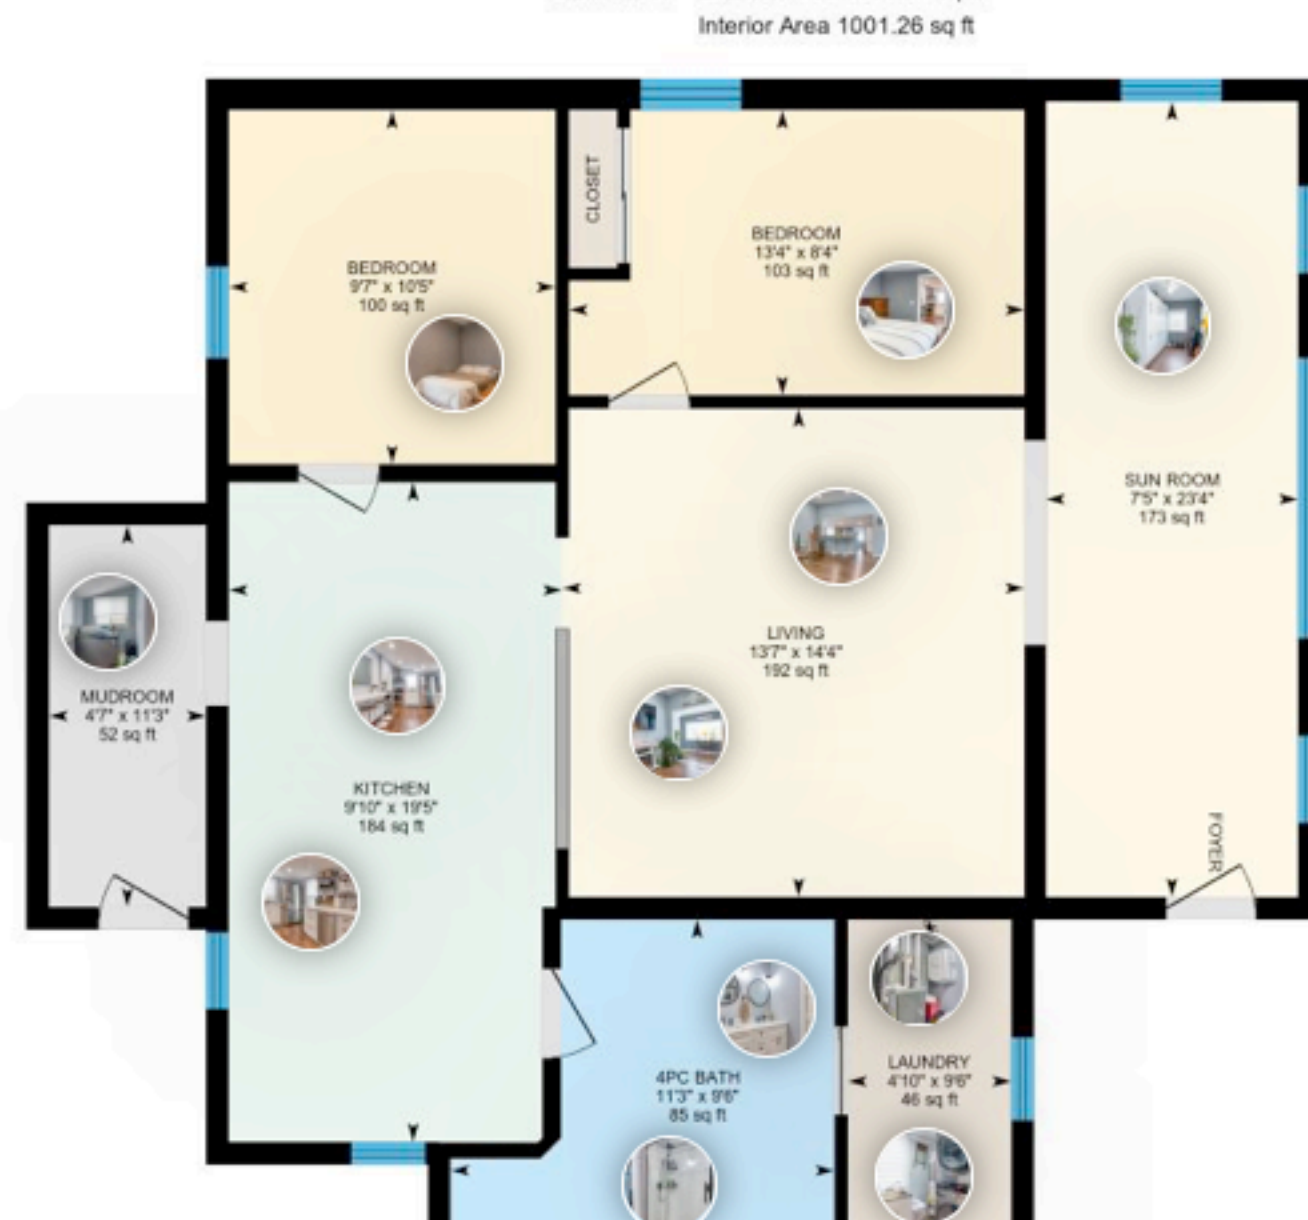 Interior Area 1001.26 sq ft
CLOSET
BEDROOM
13'4" x 8'4"
103 sq ft
BEDROOM
9'7" x 10'5"
100 sq ft
SUN ROOM
7'5" x 23'4"
173 sq ft
LIVING
13'7" x 14'4"
192 sq ft
MUDROOM
4'7" x 11'3"
52 sq ft
KITCHEN
9'10" x 19'5"
184 sq ft
FOYER
4PC BATH
11'3" x 9'6"
85 sq ft
LAUNDRY
4'10" x 9'6"
46 sq ft